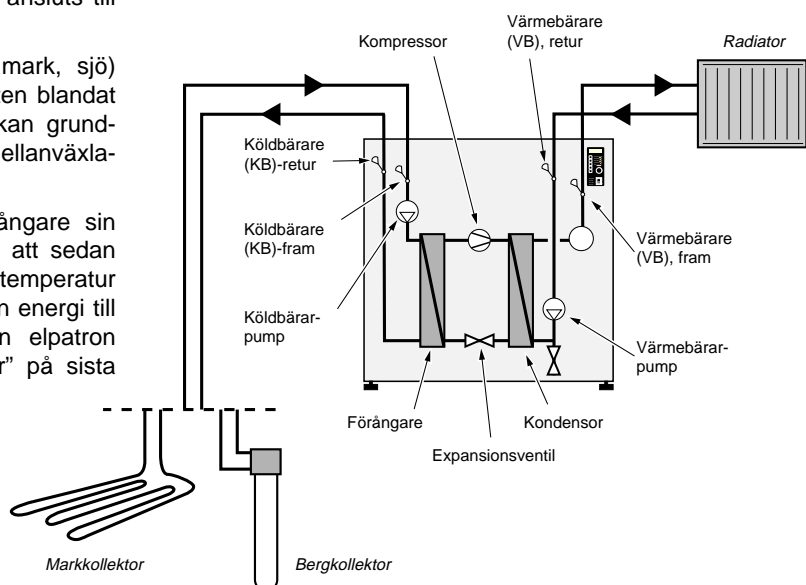 ansluts till
mark, sjö)
ten blandat
kan grund-
ellanväxla-
ångare sin
att sedan
temperatur
n energi till
n elpatron
r” på sista
Kompressor
Värmebärare
(VB), retur
Radiator
Köldbärare
(KB)-retur
Köldbärare
(KB)-fram
Köldbärar-
pump
Värmebärare
(VB), fram
Värmebärar-
pump
Förångare
Kondensor
Expansionsventil
Markkollektor
Bergkollektor